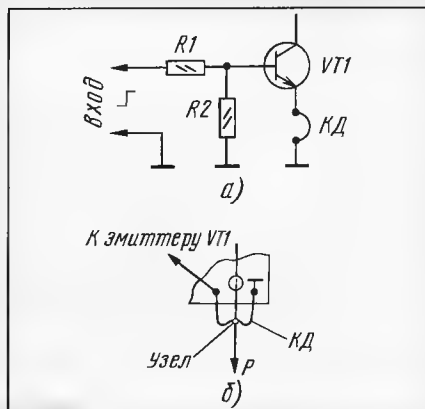 R1
VT1
вход
R2
КД
а)
К эмиттеру VT1
Узел
КД
Р
б)